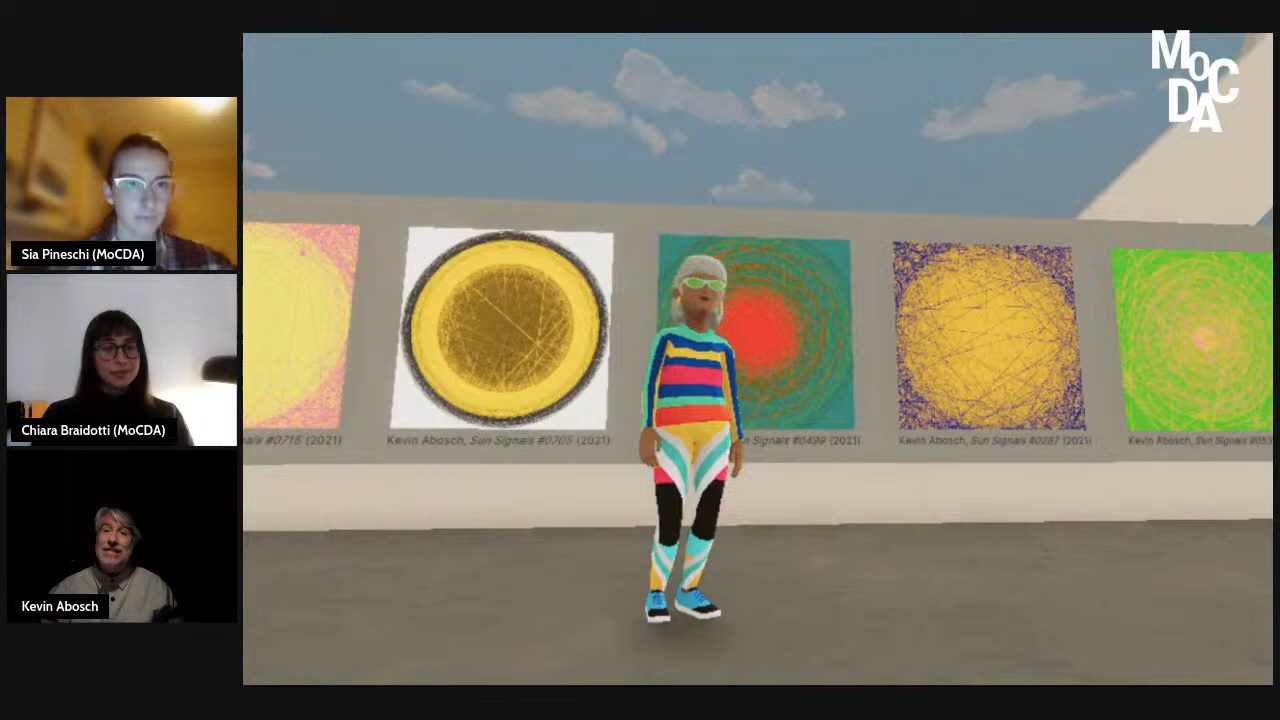 MoCDA
Sia Pineschi (MoCDA)
Chiara Braidotti (MoCDA)
Kevin Abosch
#0715 (2021)
Kevin Abosch, Sun Signals #0705 (2021)
Signals #0499 (2021)
Kevin Abosch, Sun Signals #0287 (2021)
Kevin Abosch, Sun Signals